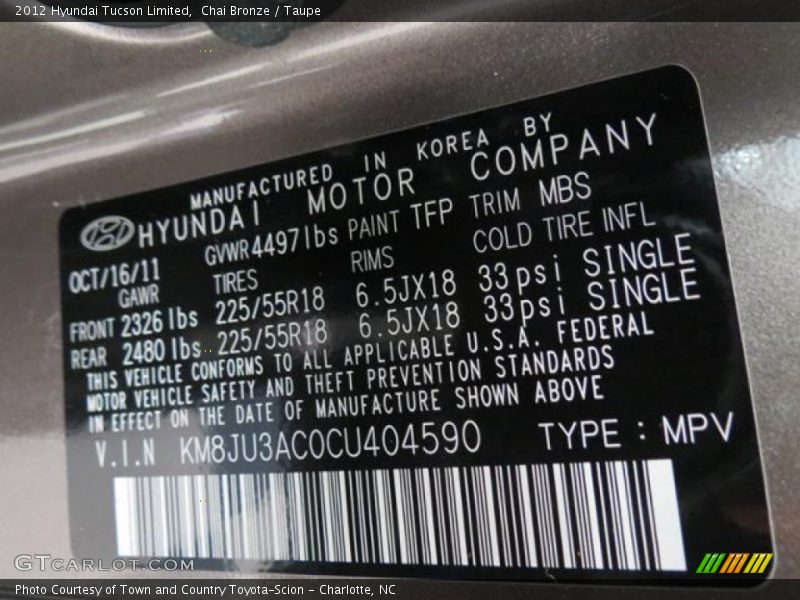 2012 Hyundai Tucson Limited, Chai Bronze / Taupe
MANUFACTURED IN KOREA BY
HYUNDAI MOTOR COMPANY
OCT/16/11 GVWR 4497 lbs PAINT TFP TRIM MBS
GAWR TIRES RIMS COLD TIRE INFL
FRONT 2326 lbs 225/55R18 6.5JX18 33psi SINGLE
REAR 2480 lbs 225/55R18 6.5JX18 33psi SINGLE
THIS VEHICLE CONFORMS TO ALL APPLICABLE U.S.A. FEDERAL
MOTOR VEHICLE SAFETY AND THEFT PREVENTION STANDARDS
IN EFFECT ON THE DATE OF MANUFACTURE SHOWN ABOVE
V.I.N KM8JU3AC0CU404590 TYPE : MPV
GTCARLOT.COM
Photo Courtesy of Town and Country Toyota-Scion - Charlotte, NC